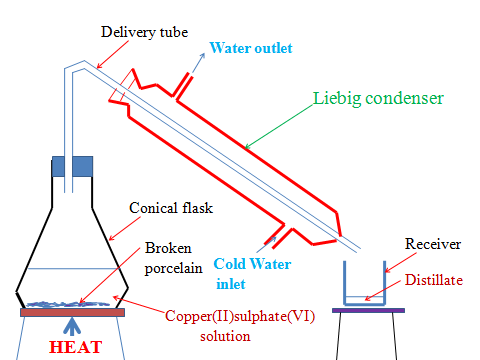 Delivery tube
Water outlet
Liebig condenser
Conical flask
Broken
porcelain
Cold Water
inlet
Receiver
Distillate
Copper(II)sulphate(VI)
solution
HEAT